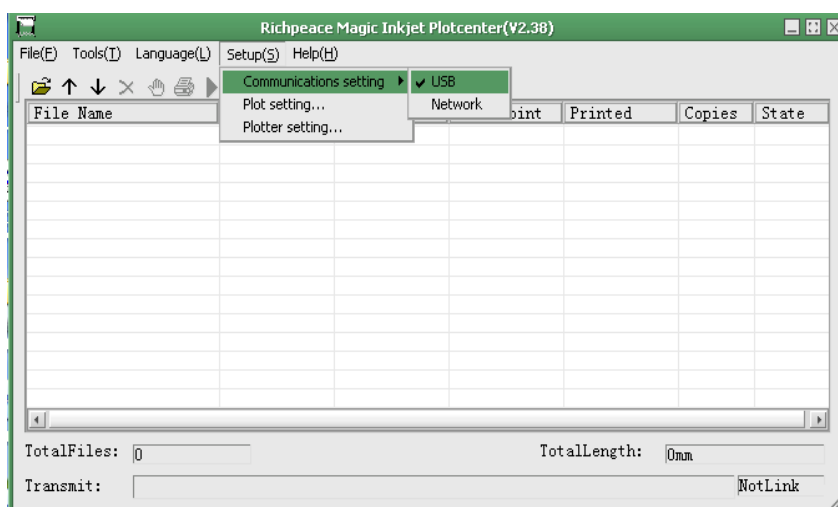 Richpeace Magic Inkjet Plotcenter(V2.38)
File(F) Tools(T) Language(L) Setup(S) Help(H)
Communications setting
USB
Plot setting...
Network
Plotter setting...
File Name Printed Copies State
TotalFiles: 0 TotalLength: 0mm
Transmit: NotLink